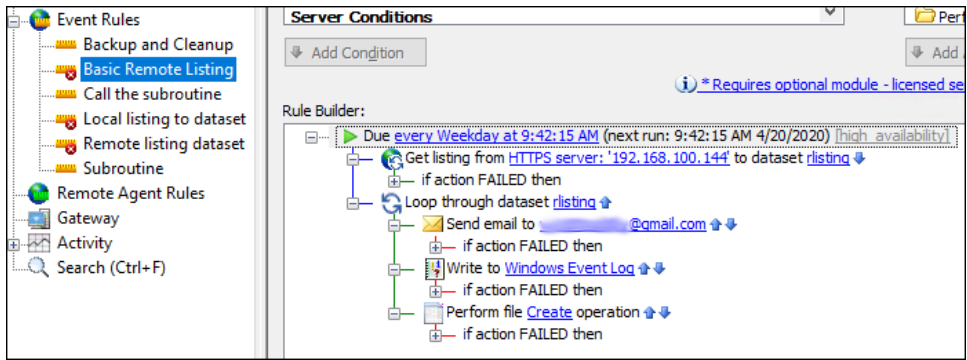 Event Rules
Backup and Cleanup
Basic Remote Listing
Call the subroutine
Local listing to dataset
Remote listing dataset
Subroutine
Remote Agent Rules
Gateway
Activity
Search (Ctrl+F)
Server Conditions
Perf
Add Condition
Add
* Requires optional module - licensed se
Rule Builder:
Due every Weekday at 9:42:15 AM (next run: 9:42:15 AM 4/20/2020) [high_availability]
Get listing from HTTPS server: '192.168.100.144' to dataset rlisting
if action FAILED then
Loop through dataset rlisting
Send email to @gmail.com
if action FAILED then
Write to Windows Event Log
if action FAILED then
Perform file Create operation
if action FAILED then